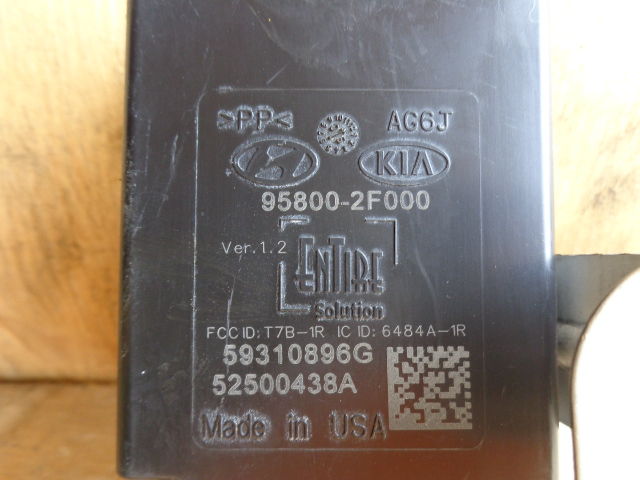 >PP< AG6J
KIA
95800-2F000
Ver.1.2
ENTIRE
Solution
FCC ID: T7B-1R IC ID: 6484A-1R
59310896G
52500438A
Made in USA